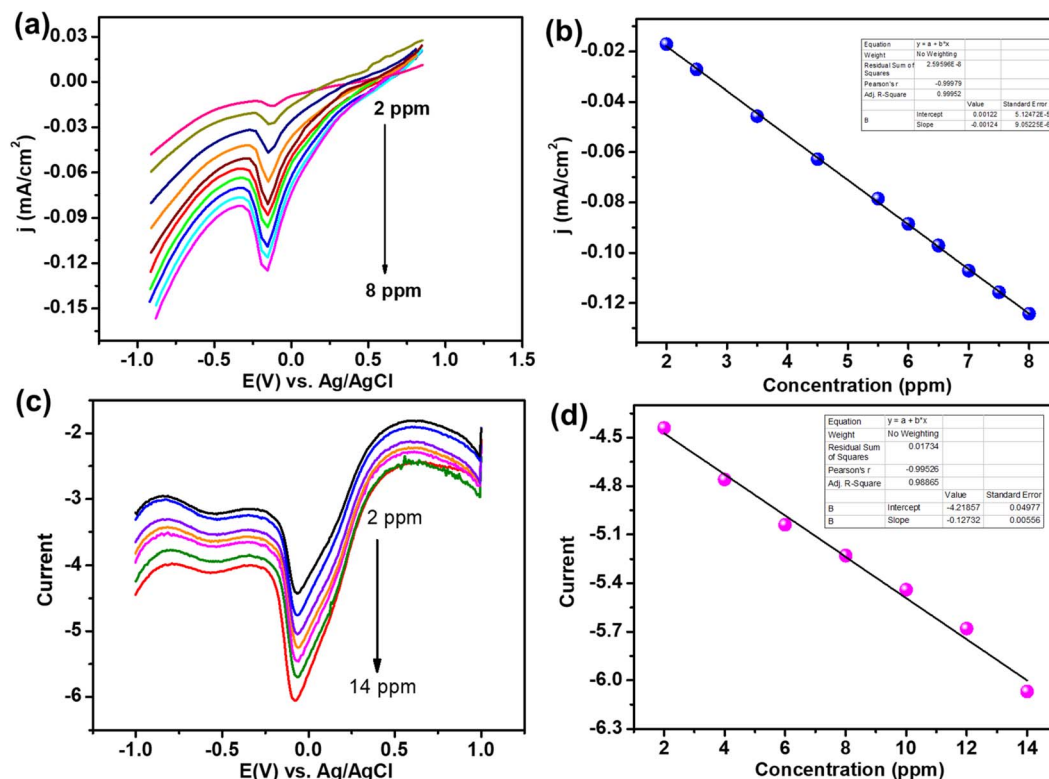 (a)
0.03
0.00
-0.03
-0.06
-0.09
-0.12
-0.15
j (mA/cm²)
2 ppm
8 ppm
-1.0 -0.5 0.0 0.5 1.0 1.5
E(V) vs. Ag/AgCl
(b)
-0.02
-0.04
-0.06
-0.08
-0.10
-0.12
j (mA/cm²)
Equation y = a + b*x
Weight No Weighting
Residual Sum of Squares 2.59596E-8
Pearson's r -0.99979
Adj. R-Square 0.99952
Value Standard Error
B Intercept 0.00122 5.12472E-5
Slope -0.00124 9.05225E-6
2 3 4 5 6 7 8
Concentration (ppm)
(c)
-2
-3
-4
-5
-6
Current
2 ppm
14 ppm
-1.0 -0.5 0.0 0.5 1.0
E(V) vs. Ag/AgCl
(d)
-4.5
-4.8
-5.1
-5.4
-5.7
-6.0
-6.3
Current
Equation y = a + b*x
Weight No Weighting
Residual Sum of Squares 0.01734
Pearson's r -0.99526
Adj. R-Square 0.98865
Value Standard Error
B Intercept -4.21857 0.04977
B Slope -0.12732 0.00556
2 4 6 8 10 12 14
Concentration (ppm)